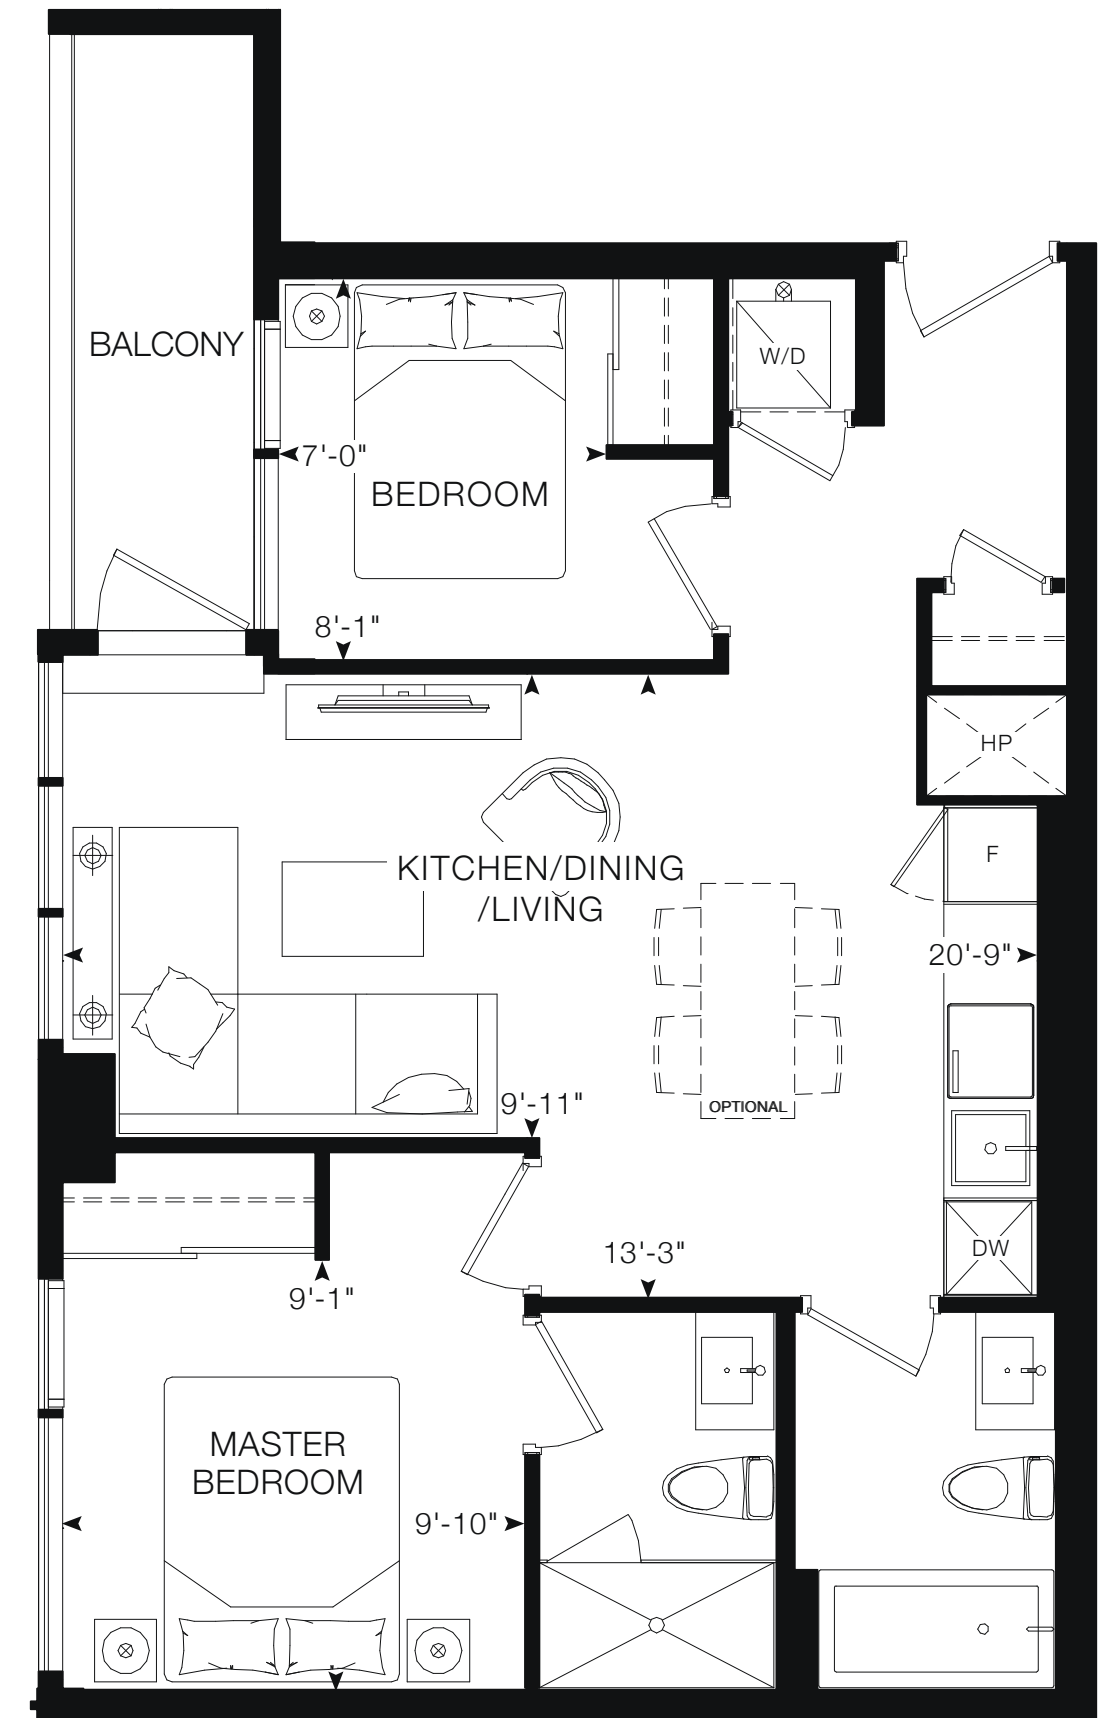 BALCONY
W/D
7'-0"
BEDROOM
8'-1"
HP
F
KITCHEN/DINING
/LIVING
20'-9"
9'-11"
OPTIONAL
DW
13'-3"
9'-1"
MASTER
BEDROOM
9'-10"